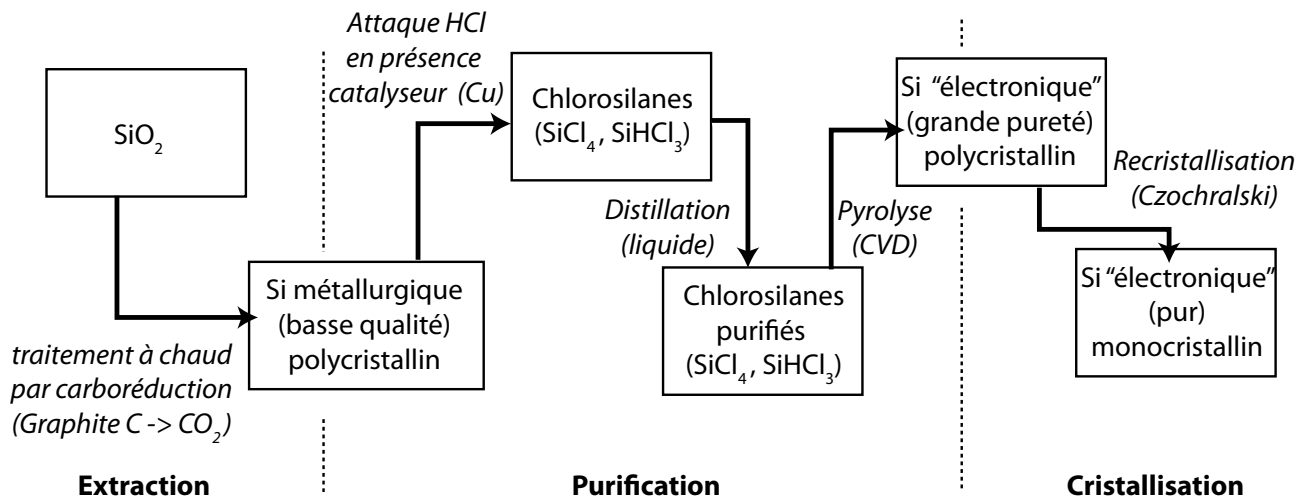 SiO2
traitement à chaud
par carboréduction
(Graphite C -> CO2)
Si métallurgique
(basse qualité)
polycristallin
Attaque HCl
en présence
catalyseur (Cu)
Chlorosilanes
(SiCl4, SiHCl3)
Distillation
(liquide)
Chlorosilanes
purifiés
(SiCl4, SiHCl3)
Pyrolyse
(CVD)
Si “électronique”
(grande pureté)
polycristallin
Recristallisation
(Czochralski)
Si “électronique”
(pur)
monocristallin
Extraction
Purification
Cristallisation